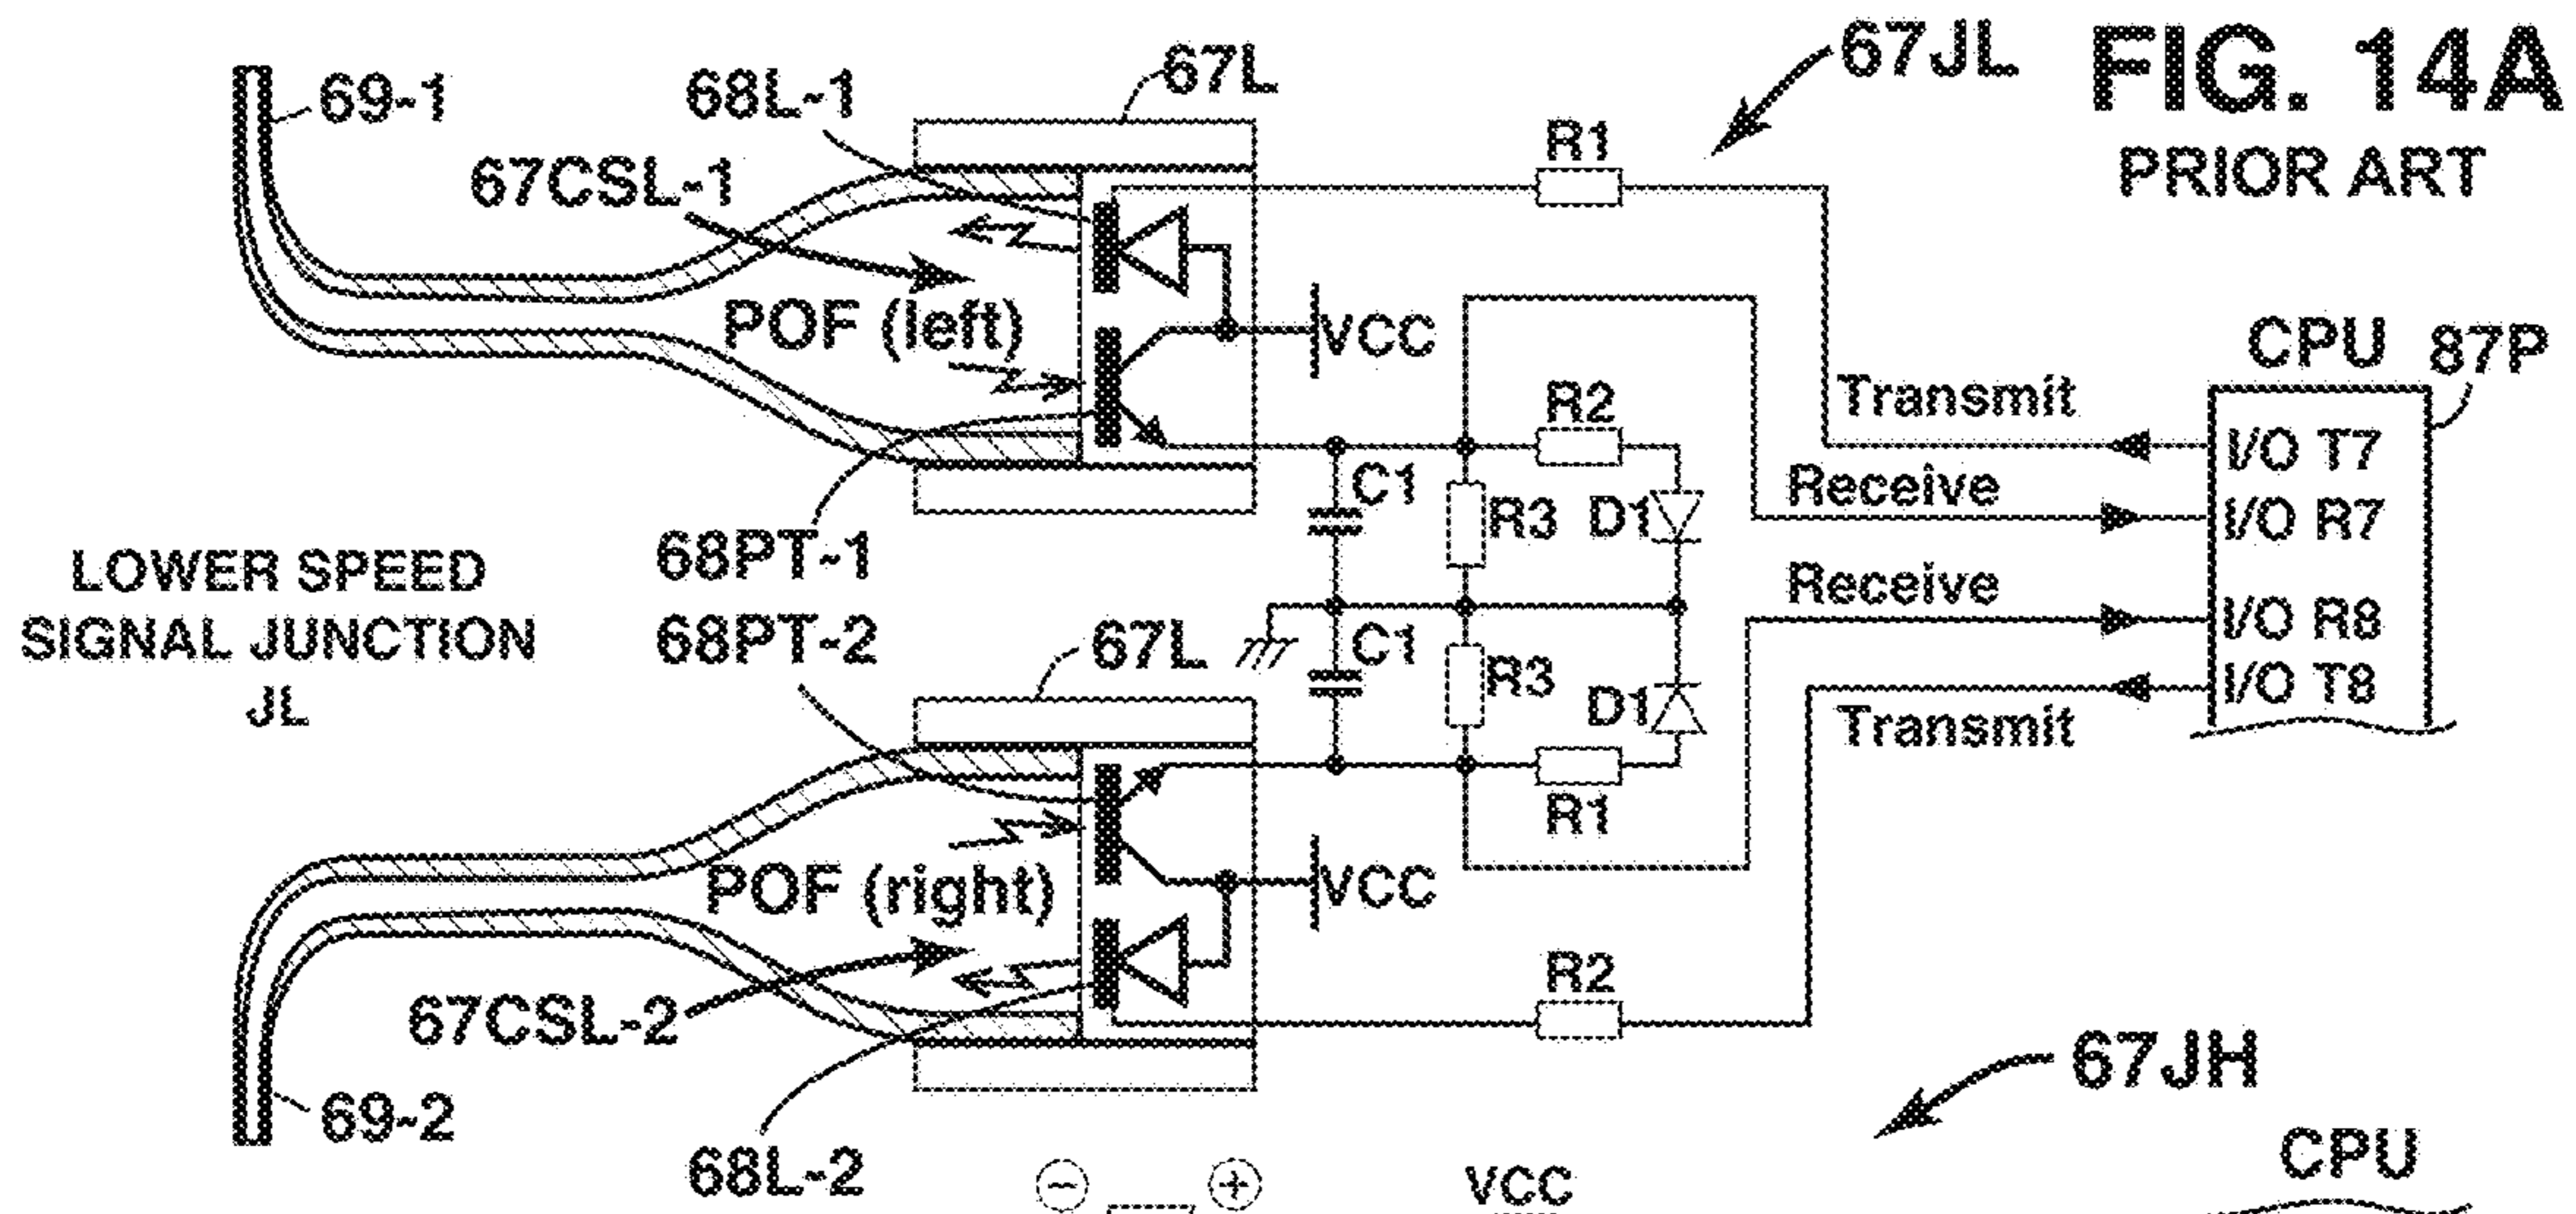 FIG. 14A
PRIOR ART
67JL
67L
68L-1
69-1
67CSL-1
R1
POF (left)
VCC
CPU
87P
Transmit
R2
I/O T7
C1
Receive
R3
D1
I/O R7
68PT-1
LOWER SPEED
SIGNAL JUNCTION
JL
68PT-2
67L
C1
Receive
I/O R8
R3
D1
I/O T8
Transmit
R1
POF (right)
VCC
R2
67CSL-2
69-2
68L-2
67JH
CPU
− +
VCC